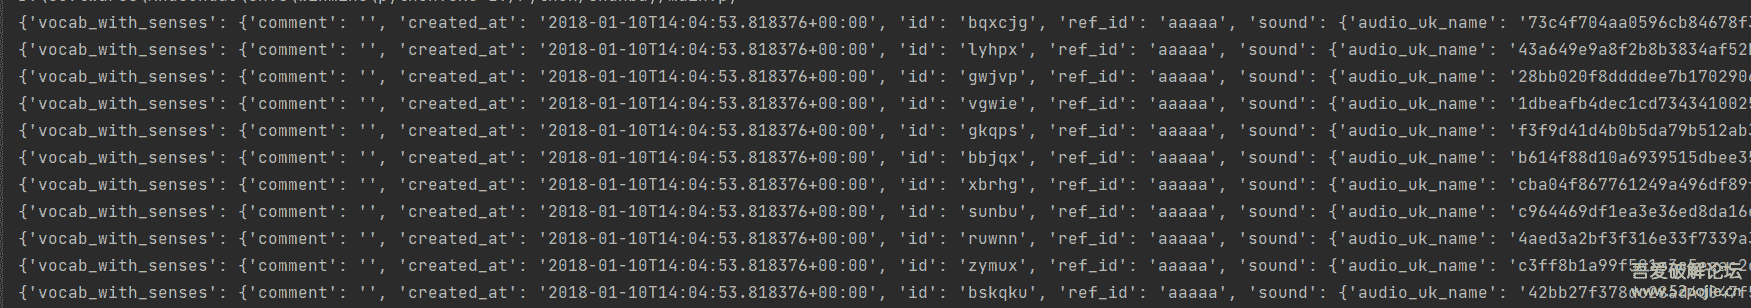 {'vocab_with_senses': {'comment': '', 'created_at': '2018-01-10T14:04:53.818376+00:00', 'id': 'bqxcjg', 'ref_id': 'aaaaa', 'sound': {'audio_uk_name': '73c4f704aa0596cb84678f
{'vocab_with_senses': {'comment': '', 'created_at': '2018-01-10T14:04:53.818376+00:00', 'id': 'lyhpx', 'ref_id': 'aaaaa', 'sound': {'audio_uk_name': '43a649e9a8f2b8b3834af52
{'vocab_with_senses': {'comment': '', 'created_at': '2018-01-10T14:04:53.818376+00:00', 'id': 'gwjvp', 'ref_id': 'aaaaa', 'sound': {'audio_uk_name': '28bb020f8ddddee7b170290
{'vocab_with_senses': {'comment': '', 'created_at': '2018-01-10T14:04:53.818376+00:00', 'id': 'vgwie', 'ref_id': 'aaaaa', 'sound': {'audio_uk_name': '1dbeafb4dec1cd7343410025
{'vocab_with_senses': {'comment': '', 'created_at': '2018-01-10T14:04:53.818376+00:00', 'id': 'gkqps', 'ref_id': 'aaaaa', 'sound': {'audio_uk_name': 'f3f9d41d4b0b5da79b512ab
{'vocab_with_senses': {'comment': '', 'created_at': '2018-01-10T14:04:53.818376+00:00', 'id': 'bbjqx', 'ref_id': 'aaaaa', 'sound': {'audio_uk_name': 'b614f88d10a6939515dbee35
{'vocab_with_senses': {'comment': '', 'created_at': '2018-01-10T14:04:53.818376+00:00', 'id': 'xbrhg', 'ref_id': 'aaaaa', 'sound': {'audio_uk_name': 'cba04f867761249a496df89
{'vocab_with_senses': {'comment': '', 'created_at': '2018-01-10T14:04:53.818376+00:00', 'id': 'sunbu', 'ref_id': 'aaaaa', 'sound': {'audio_uk_name': 'c964469df1ea3e36ed8da16
{'vocab_with_senses': {'comment': '', 'created_at': '2018-01-10T14:04:53.818376+00:00', 'id': 'ruwnn', 'ref_id': 'aaaaa', 'sound': {'audio_uk_name': '4aed3a2bf3f316e33f7339a
{'vocab_with_senses': {'comment': '', 'created_at': '2018-01-10T14:04:53.818376+00:00', 'id': 'zymux', 'ref_id': 'aaaaa', 'sound': {'audio_uk_name':
{'vocab_with_senses': {'comment': '', 'created_at': '2018-01-10T14:04:53.818376+00:00', 'id': 'bskqku', 'ref_id': 'aaaaa', 'sound': {'audio_uk_name':
吾爱破解论坛
www.52pojie.cn